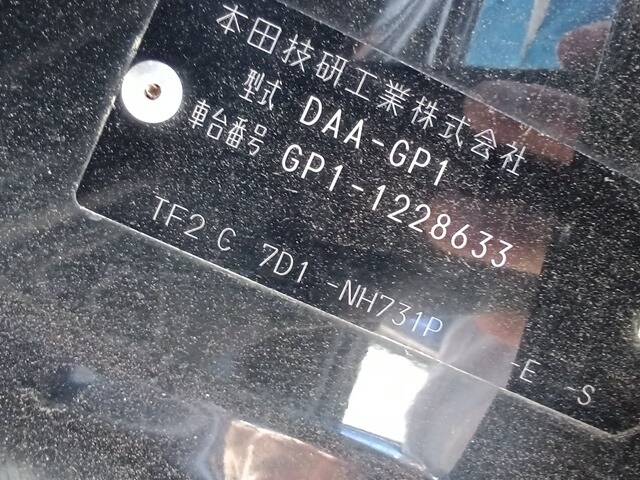 本田技研工業株式会社
型式 DAA-GP1
車台番号 GP1-1228633
TF2 C 7D1 -NH731P -E -S